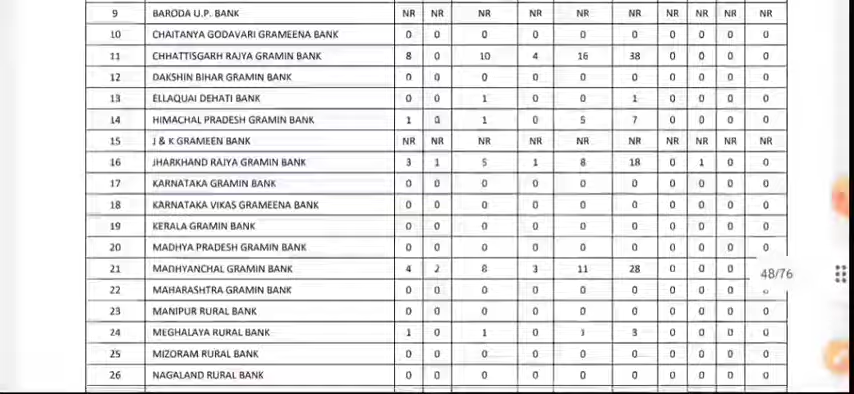 9 BARODA U.P. BANK NR NR NR NR NR NR NR NR NR NR
10 CHAITANYA GODAVARI GRAMEENA BANK 0 0 0 0 0 0 0 0 0 0
11 CHHATTISGARH RAJYA GRAMIN BANK 8 0 10 4 16 38 0 0 0 0
12 DAKSHIN BIHAR GRAMIN BANK 0 0 0 0 0 0 0 0 0 0
13 ELLAQUAI DEHATI BANK 0 0 1 0 0 1 0 0 0 0
14 HIMACHAL PRADESH GRAMIN BANK 1 0 1 0 5 7 0 0 0 0
15 J & K GRAMEEN BANK NR NR NR NR NR NR NR NR NR NR
16 JHARKHAND RAJYA GRAMIN BANK 3 1 5 1 8 18 0 1 0 0
17 KARNATAKA GRAMIN BANK 0 0 0 0 0 0 0 0 0 0
18 KARNATAKA VIKAS GRAMEENA BANK 0 0 0 0 0 0 0 0 0 0
19 KERALA GRAMIN BANK 0 0 0 0 0 0 0 0 0 0
20 MADHYA PRADESH GRAMIN BANK 0 0 0 0 0 0 0 0 0 0
21 MADHYANCHAL GRAMIN BANK 4 2 8 3 11 28 0 0 0 48/76
22 MAHARASHTRA GRAMIN BANK 0 0 0 0 0 0 0 0 0
23 MANIPUR RURAL BANK 0 0 0 0 0 0 0 0 0 0
24 MEGHALAYA RURAL BANK 1 0 1 0 1 3 0 0 0 0
25 MIZORAM RURAL BANK 0 0 0 0 0 0 0 0 0 0
26 NAGALAND RURAL BANK 0 0 0 0 0 0 0 0 0 0